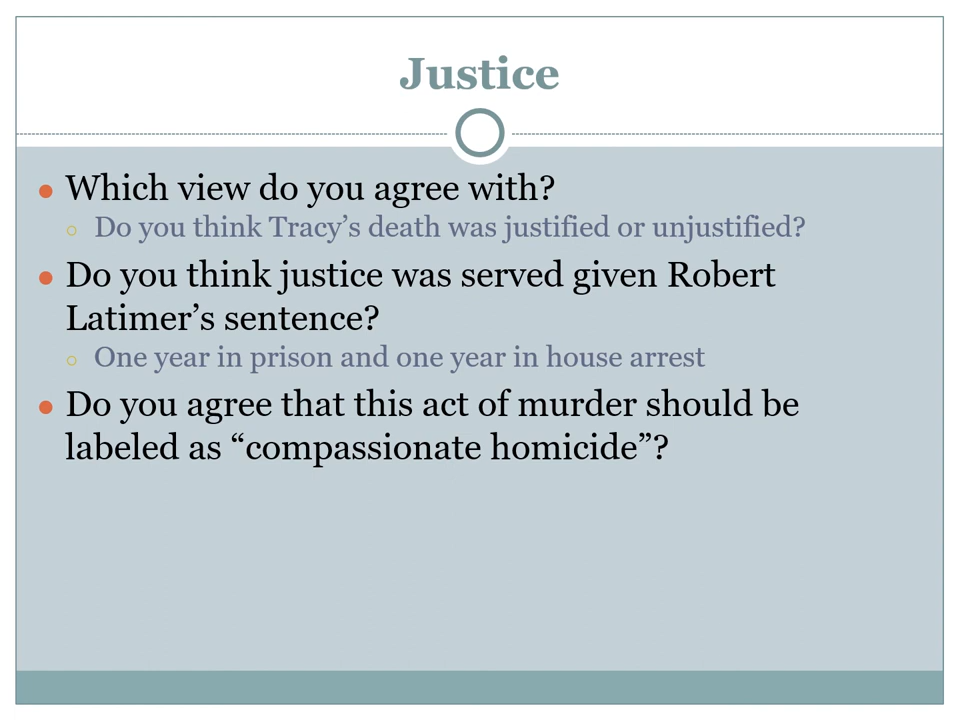 Justice
Which view do you agree with?
Do you think Tracy’s death was justified or unjustified?
Do you think justice was served given Robert
Latimer’s sentence?
One year in prison and one year in house arrest
Do you agree that this act of murder should be
labeled as “compassionate homicide”?